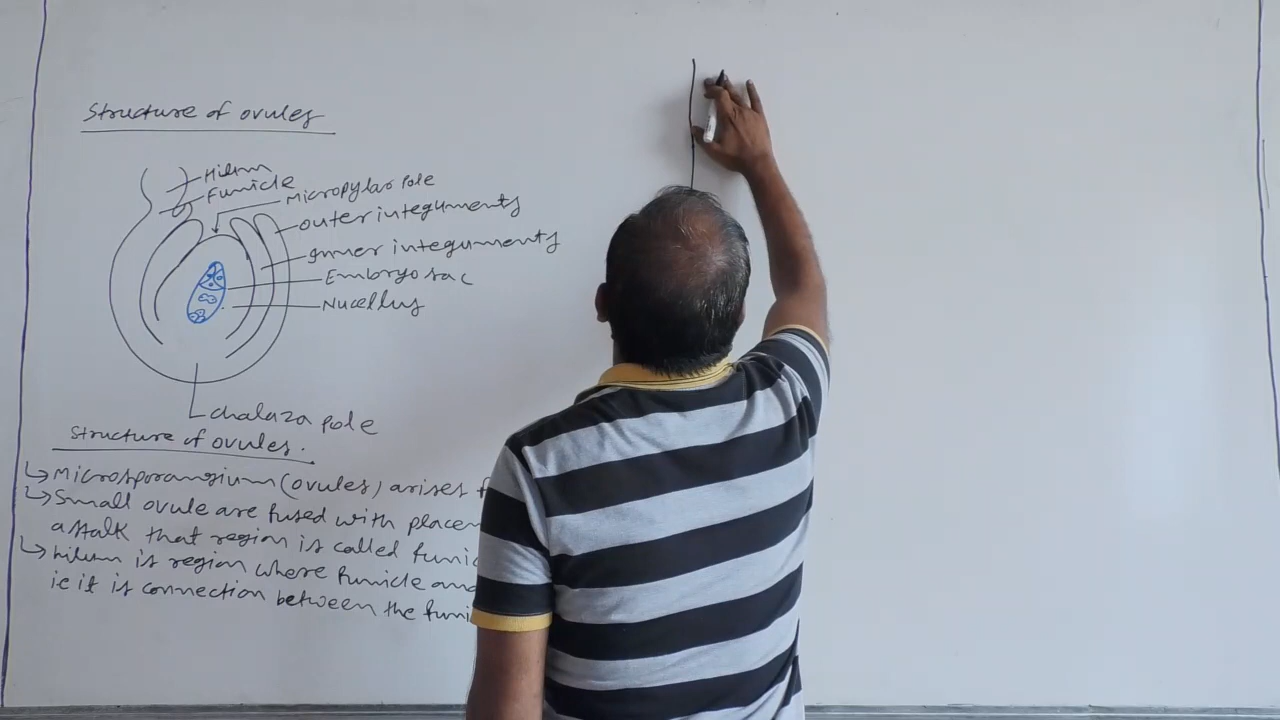 Structure of ovules
Hilum
Funicle
Micropylar pole
outer integuments
Inner integuments
Embryo sac
Nucellus
chalaza pole
Structure of ovules.
↳ Microsporangium (ovules) arises f
↳ Small ovule are fused with placen
a stalk that region is called funic
↳ hilum is region where funicle and
ie it is connection between the funi